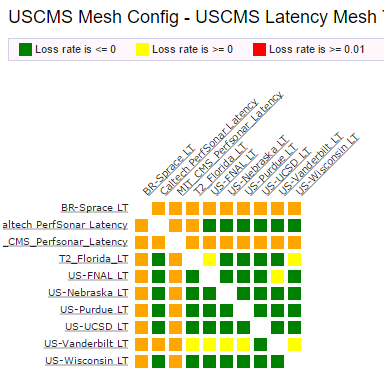 USCMS Mesh Config - USCMS Latency Mesh
Loss rate is <= 0
Loss rate is >= 0
Loss rate is >= 0.01
BR-Sprace LT
Caltech PerfSonar Latency
MIT_CMS_Perfsonar_Latency
T2_Florida_LT
US-FNAL LT
US-Nebraska LT
US-Purdue LT
US-UCSD LT
US-Vanderbilt LT
US-Wisconsin LT
BR-Sprace LT
altech PerfSonar Latency
_CMS_Perfsonar_Latency
T2_Florida_LT
US-FNAL LT
US-Nebraska LT
US-Purdue LT
US-UCSD LT
US-Vanderbilt LT
US-Wisconsin LT